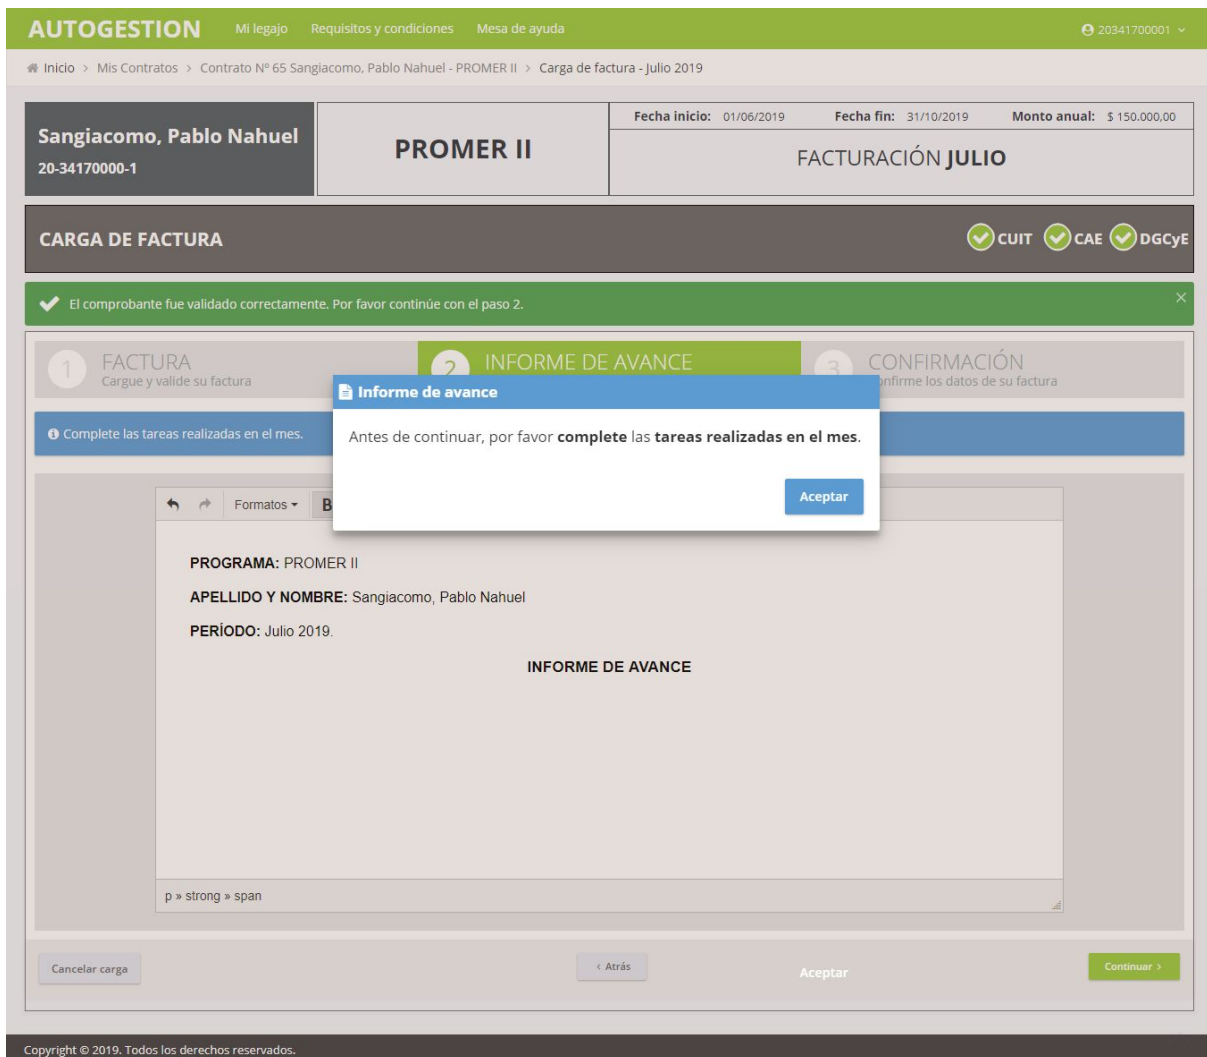 AUTOGESTION Mi legajo Requisitos y condiciones Mesa de ayuda 20341700001
Inicio > Mis Contratos > Contrato Nº 65 Sangiacomo, Pablo Nahuel - PROMER II > Carga de factura - Julio 2019
Sangiacomo, Pablo Nahuel
20-34170000-1
PROMER II
Fecha inicio: 01/06/2019 Fecha fin: 31/10/2019 Monto anual: $ 150.000,00
FACTURACIÓN JULIO
CARGA DE FACTURA CUIT CAE DGCyE
El comprobante fue validado correctamente. Por favor continúe con el paso 2. ×
1 FACTURA
Cargue y valide su factura
2 INFORME DE AVANCE
3 CONFIRMACIÓN
onfirme los datos de su factura
Informe de avance
Complete las tareas realizadas en el mes.
Antes de continuar, por favor complete las tareas realizadas en el mes.
Aceptar
Formatos B
PROGRAMA: PROMER II
APELLIDO Y NOMBRE: Sangiacomo, Pablo Nahuel
PERÍODO: Julio 2019.
INFORME DE AVANCE
p » strong » span
Cancelar carga ‹ Atrás Aceptar Continuar ›
Copyright © 2019. Todos los derechos reservados.